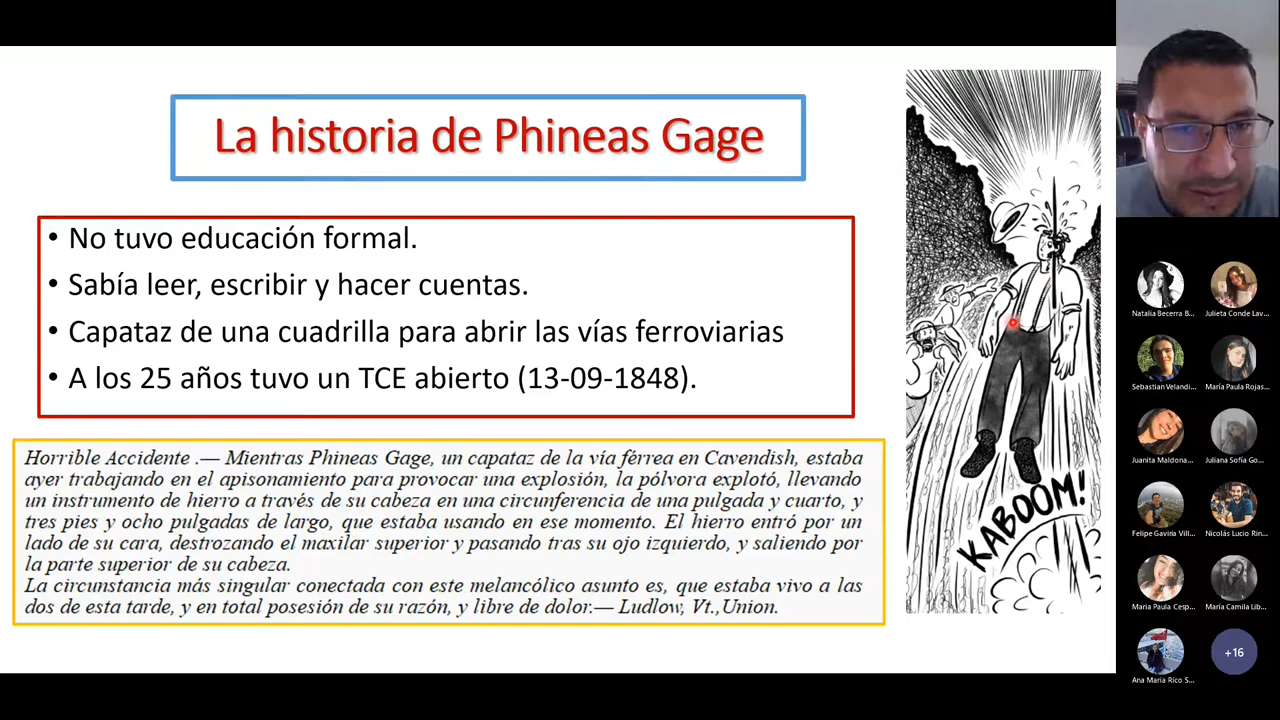 La historia de Phineas Gage
• No tuvo educación formal.
• Sabía leer, escribir y hacer cuentas.
• Capataz de una cuadrilla para abrir las vías ferroviarias
• A los 25 años tuvo un TCE abierto (13-09-1848).
Horrible Accidente .— Mientras Phineas Gage, un capataz de la vía férrea en Cavendish, estaba
ayer trabajando en el apisonamiento para provocar una explosión, la pólvora explotó, llevando
un instrumento de hierro a través de su cabeza en una circunferencia de una pulgada y cuarto, y
tres pies y ocho pulgadas de largo, que estaba usando en ese momento. El hierro entró por un
lado de su cara, destrozando el maxilar superior y pasando tras su ojo izquierdo, y saliendo por
la parte superior de su cabeza.
La circunstancia más singular conectada con este melancólico asunto es, que estaba vivo a las
dos de esta tarde, y en total posesión de su razón, y libre de dolor.— Ludlow, Vt.,Union.
KABOOM!
Natalia Becerra B...
Julieta Conde Lav...
Sebastian Velandi...
María Paula Rojas...
Juanita Maldona...
Juliana Sofía Go...
Felipe Gaviria Vill...
Nicolás Lucio Rin...
Maria Paula Cesp...
María Camila Lib...
Ana María Rico S...
+16